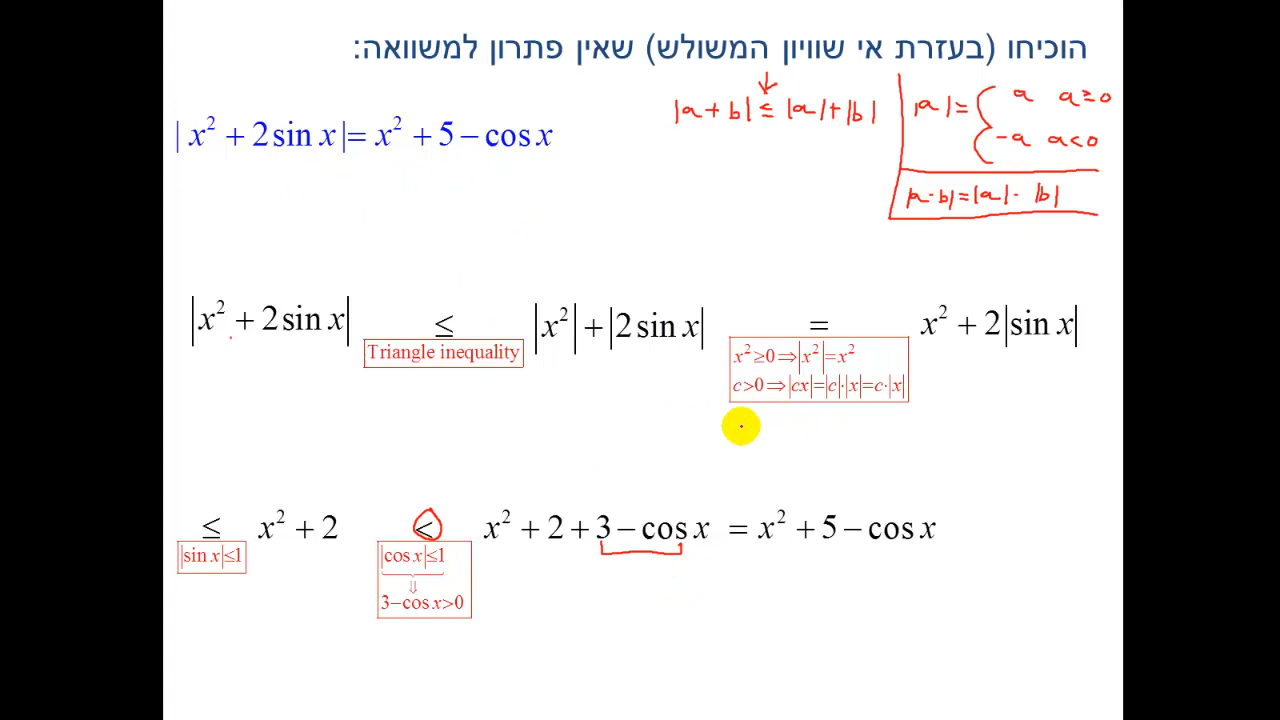 הוכיחו (בעזרת אי שוויון המשולש) שאין פתרון למשוואה:
|a + b| ≤ |a| + |b|
|a| = { a a ≥ 0
-a a < 0
|x² + 2 sin x| = x² + 5 − cos x
|a · b| = |a| · |b|
|x² + 2 sin x| ≤ |x²| + |2 sin x| = x² + 2|sin x|
Triangle inequality
x² ≥ 0 ⇒ |x²| = x²
c > 0 ⇒ |cx| = |c|·|x| = c·|x|
≤ x² + 2 < x² + 2 + 3 − cos x = x² + 5 − cos x
|sin x| ≤ 1
|cos x| ≤ 1
⇓
3 − cos x > 0